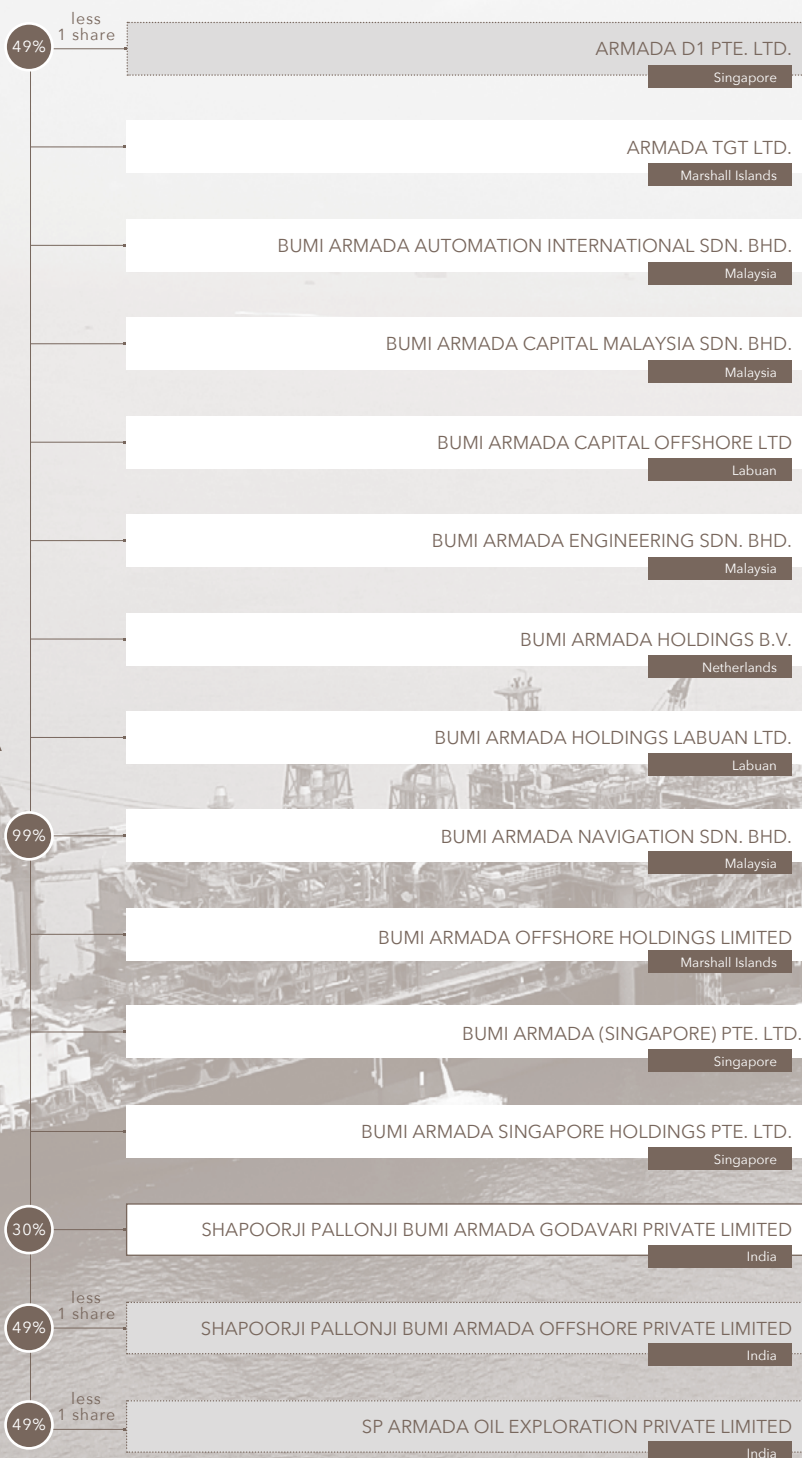 less
1 share
49%
ARMADA D1 PTE. LTD.
Singapore
ARMADA TGT LTD.
Marshall Islands
BUMI ARMADA AUTOMATION INTERNATIONAL SDN. BHD.
Malaysia
BUMI ARMADA CAPITAL MALAYSIA SDN. BHD.
Malaysia
BUMI ARMADA CAPITAL OFFSHORE LTD
Labuan
BUMI ARMADA ENGINEERING SDN. BHD.
Malaysia
BUMI ARMADA HOLDINGS B.V.
Netherlands
BUMI ARMADA HOLDINGS LABUAN LTD.
Labuan
99%
BUMI ARMADA NAVIGATION SDN. BHD.
Malaysia
BUMI ARMADA OFFSHORE HOLDINGS LIMITED
Marshall Islands
BUMI ARMADA (SINGAPORE) PTE. LTD.
Singapore
BUMI ARMADA SINGAPORE HOLDINGS PTE. LTD.
Singapore
30%
SHAPOORJI PALLONJI BUMI ARMADA GODAVARI PRIVATE LIMITED
India
less
1 share
49%
SHAPOORJI PALLONJI BUMI ARMADA OFFSHORE PRIVATE LIMITED
India
less
1 share
49%
SP ARMADA OIL EXPLORATION PRIVATE LIMITED
India